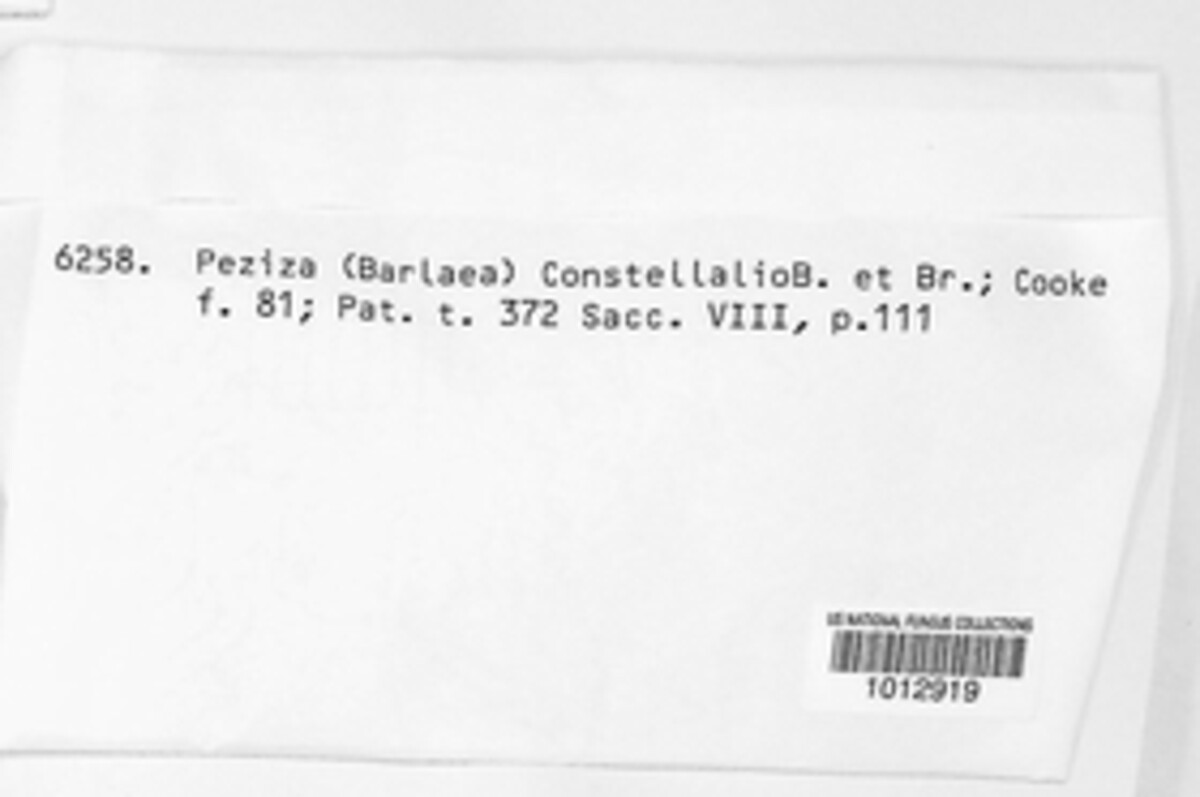 6258. Peziza (Barlaea) ConstellalioB. et Br.; Cooke
f. 81; Pat. t. 372 Sacc. VIII, p.111
US NATIONAL FUNGUS COLLECTIONS
1012919